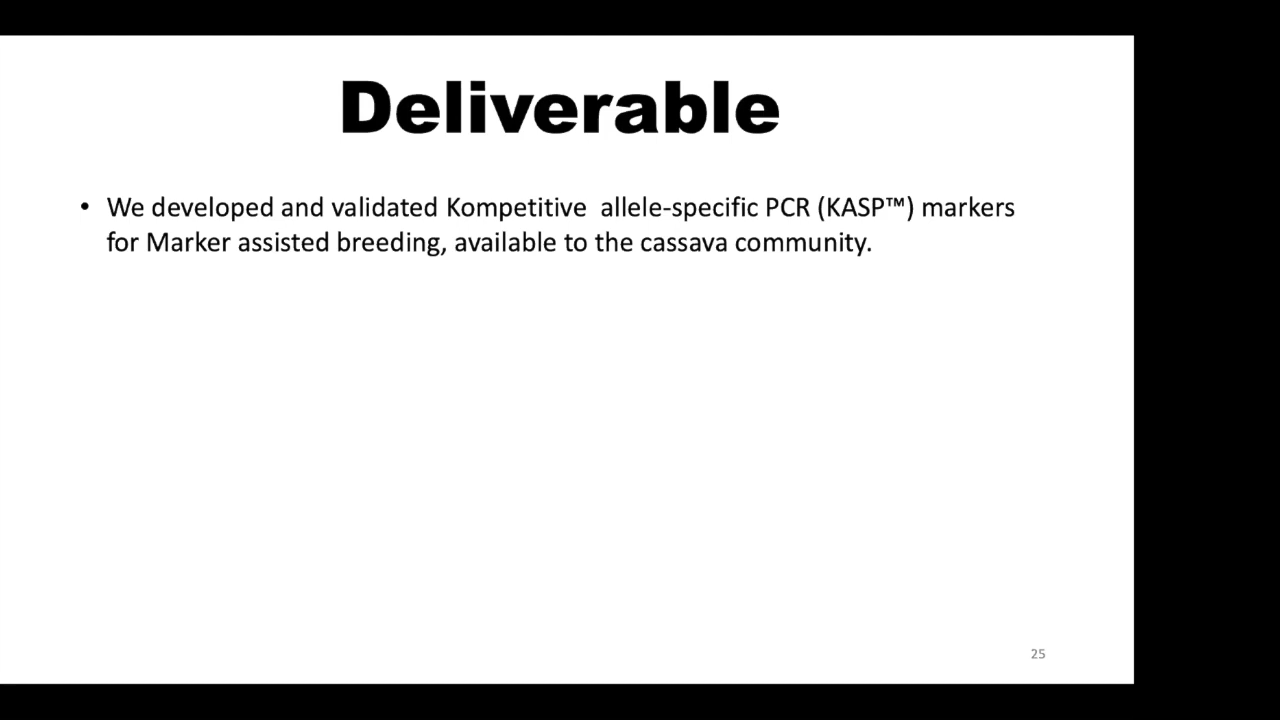 Deliverable
• We developed and validated Kompetitive  allele-specific PCR (KASP™) markers
for Marker assisted breeding, available to the cassava community.
25